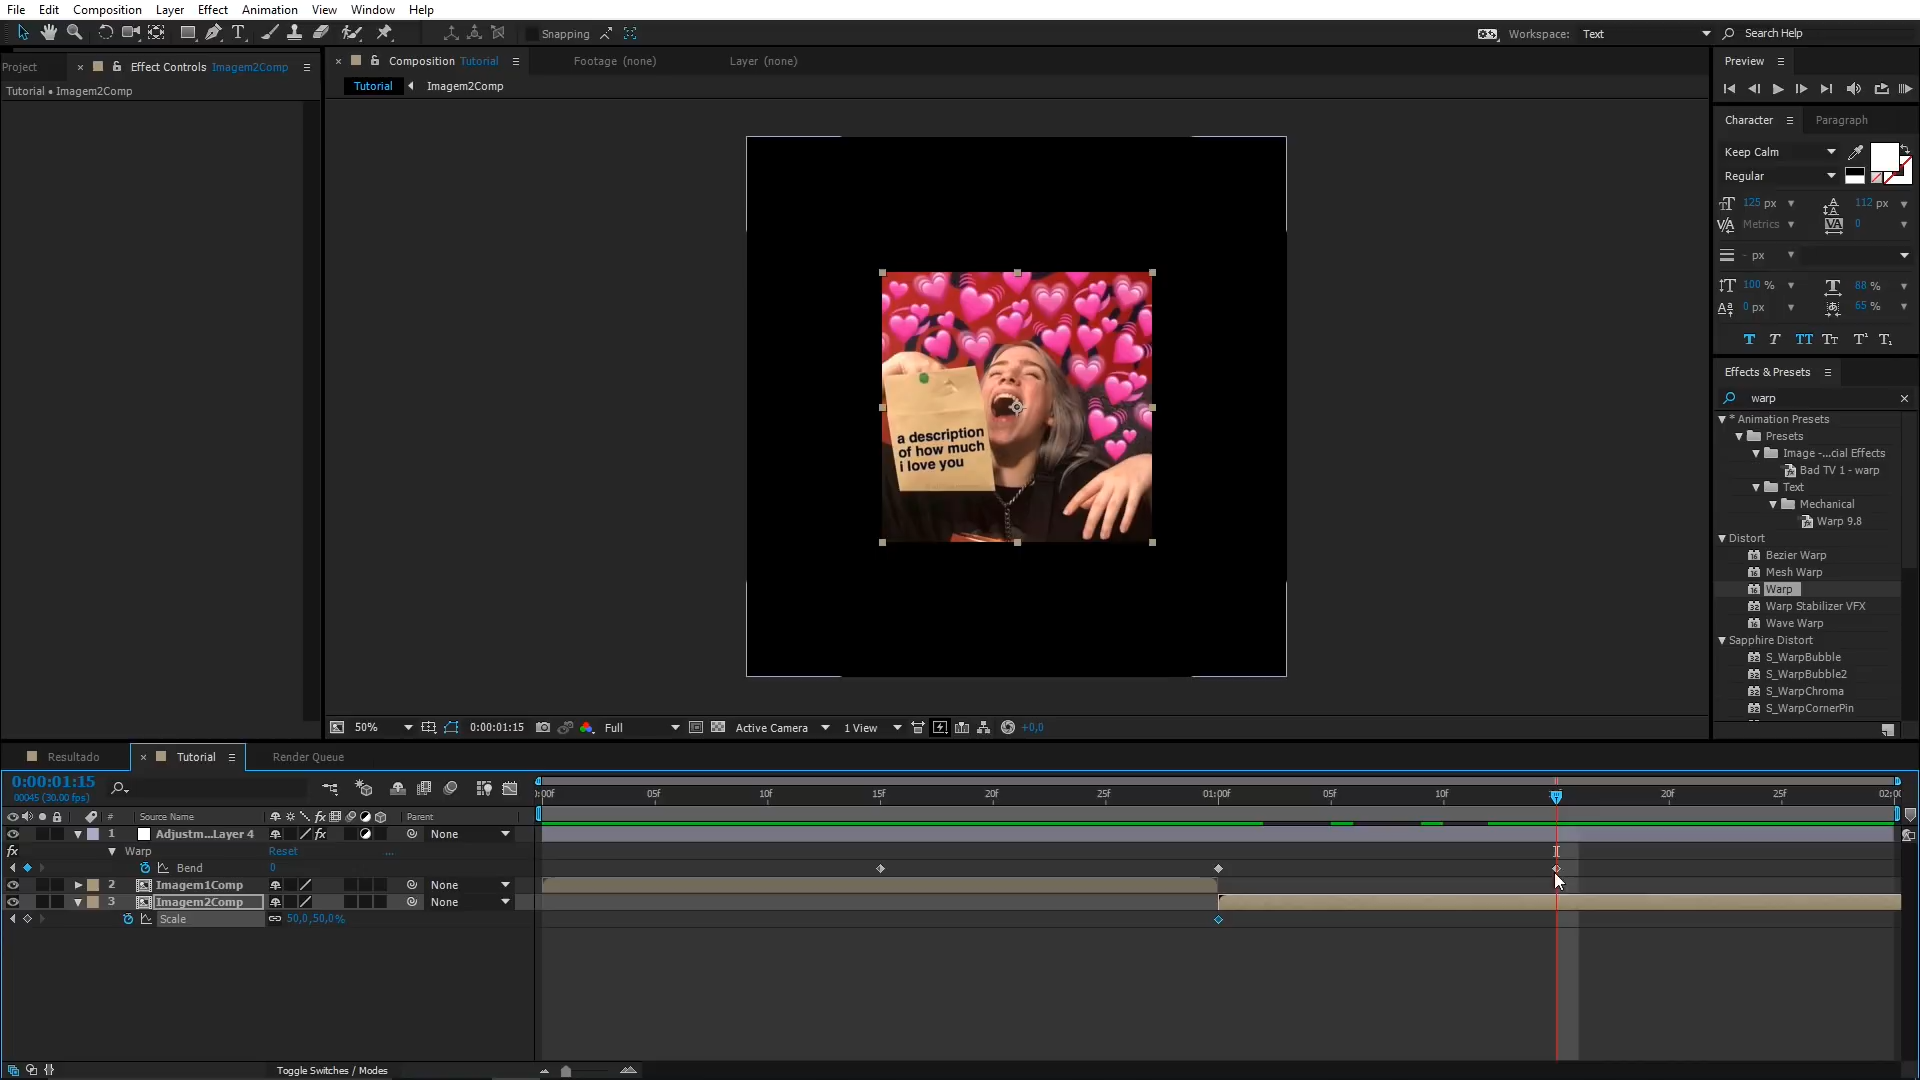 File Edit Composition Layer Effect Animation View Window Help
Snapping Workspace: Text Search Help
Project Effect Controls Imagem2Comp
Tutorial • Imagem2Comp
Composition Tutorial Footage (none) Layer (none)
Tutorial Imagem2Comp
a description
of how much
i love you
50% 0:00:01:15 Full Active Camera 1 View +0,0
Preview
Character Paragraph
Keep Calm
Regular
125 px 112 px
Metrics 0
- px
100 % 88 %
0 px 65 %
T T TT Tt T¹ T₁
Effects & Presets
warp
* Animation Presets
Presets
Image -...cial Effects
Bad TV 1 - warp
Text
Mechanical
Warp 9.8
Distort
Bezier Warp
Mesh Warp
Warp
Warp Stabilizer VFX
Wave Warp
Sapphire Distort
S_WarpBubble
S_WarpBubble2
S_WarpChroma
S_WarpCornerPin
Resultado Tutorial Render Queue
0:00:01:15
00045 (30.00 fps)
:00f 05f 10f 15f 20f 25f 01:00f 05f 10f 20f 25f 02:00
# Source Name Parent
1 Adjustm...Layer 4 None
Warp Reset ...
Bend 0
2 Imagem1Comp None
3 Imagem2Comp None
Scale 50,0,50,0%
Toggle Switches / Modes